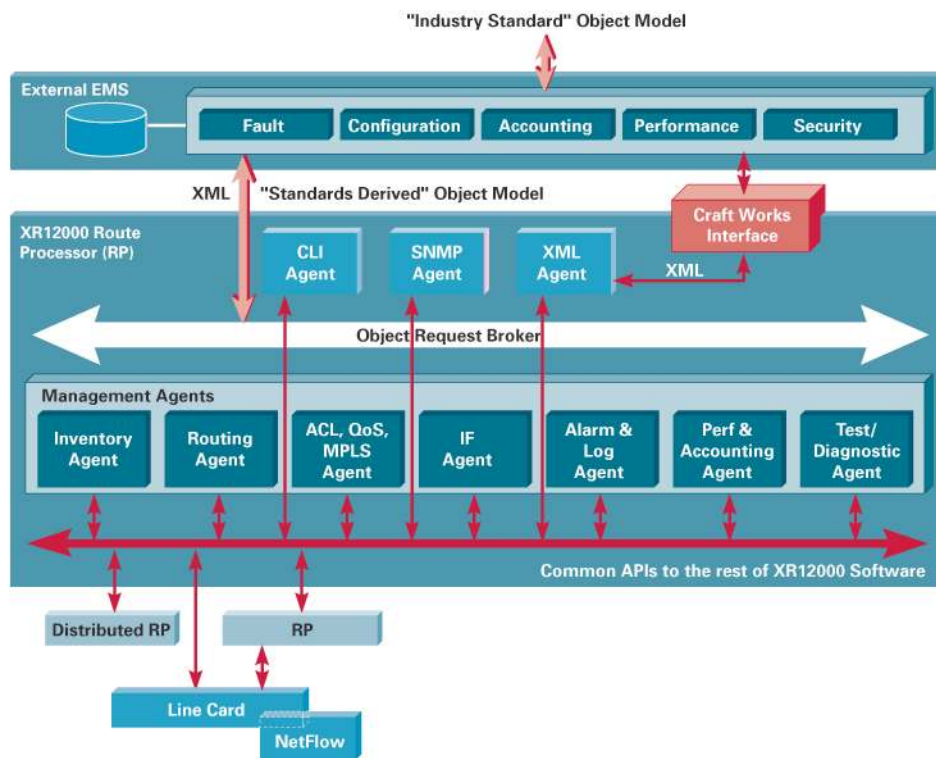 "Industry Standard" Object Model
External EMS
Fault
Configuration
Accounting
Performance
Security
XML
"Standards Derived" Object Model
Craft Works
Interface
XR12000 Route
Processor (RP)
CLI
Agent
SNMP
Agent
XML
Agent
XML
Object Request Broker
Management Agents
Inventory
Agent
Routing
Agent
ACL, QoS,
MPLS
Agent
IF
Agent
Alarm &
Log
Agent
Perf &
Accounting
Agent
Test/
Diagnostic
Agent
Common APIs to the rest of XR12000 Software
Distributed RP
RP
Line Card
NetFlow